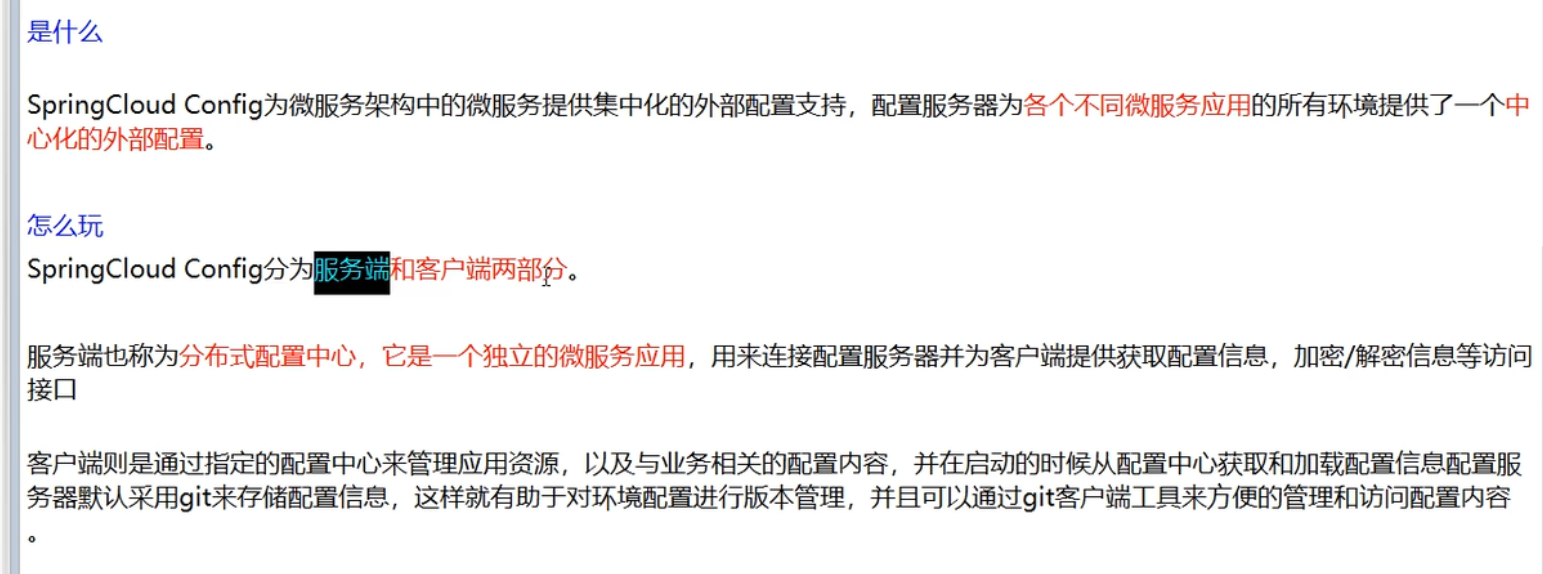 是什么
SpringCloud Config为微服务架构中的微服务提供集中化的外部配置支持，配置服务器为各个不同微服务应用的所有环境提供了一个中
心化的外部配置。
怎么玩
SpringCloud Config分为服务端和客户端两部分。
服务端也称为分布式配置中心，它是一个独立的微服务应用，用来连接配置服务器并为客户端提供获取配置信息，加密/解密信息等访问
接口
客户端则是通过指定的配置中心来管理应用资源，以及与业务相关的配置内容，并在启动的时候从配置中心获取和加载配置信息配置服
务器默认采用git来存储配置信息，这样就有助于对环境配置进行版本管理，并且可以通过git客户端工具来方便的管理和访问配置内容
。